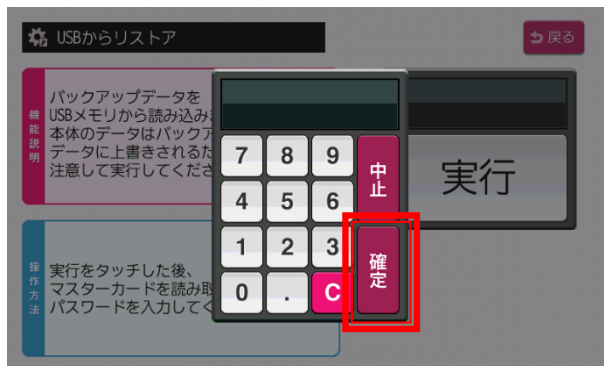 USBからリストア
戻る
機能説明
バックアップデータを
USBメモリから読み込み
本体のデータはバックア
データに上書きされるた
注意して実行してくださ
7 8 9 中止
4 5 6
1 2 3 確定
0 . C
実行
操作方法
実行をタッチした後、
マスターカードを読み取
パスワードを入力してく